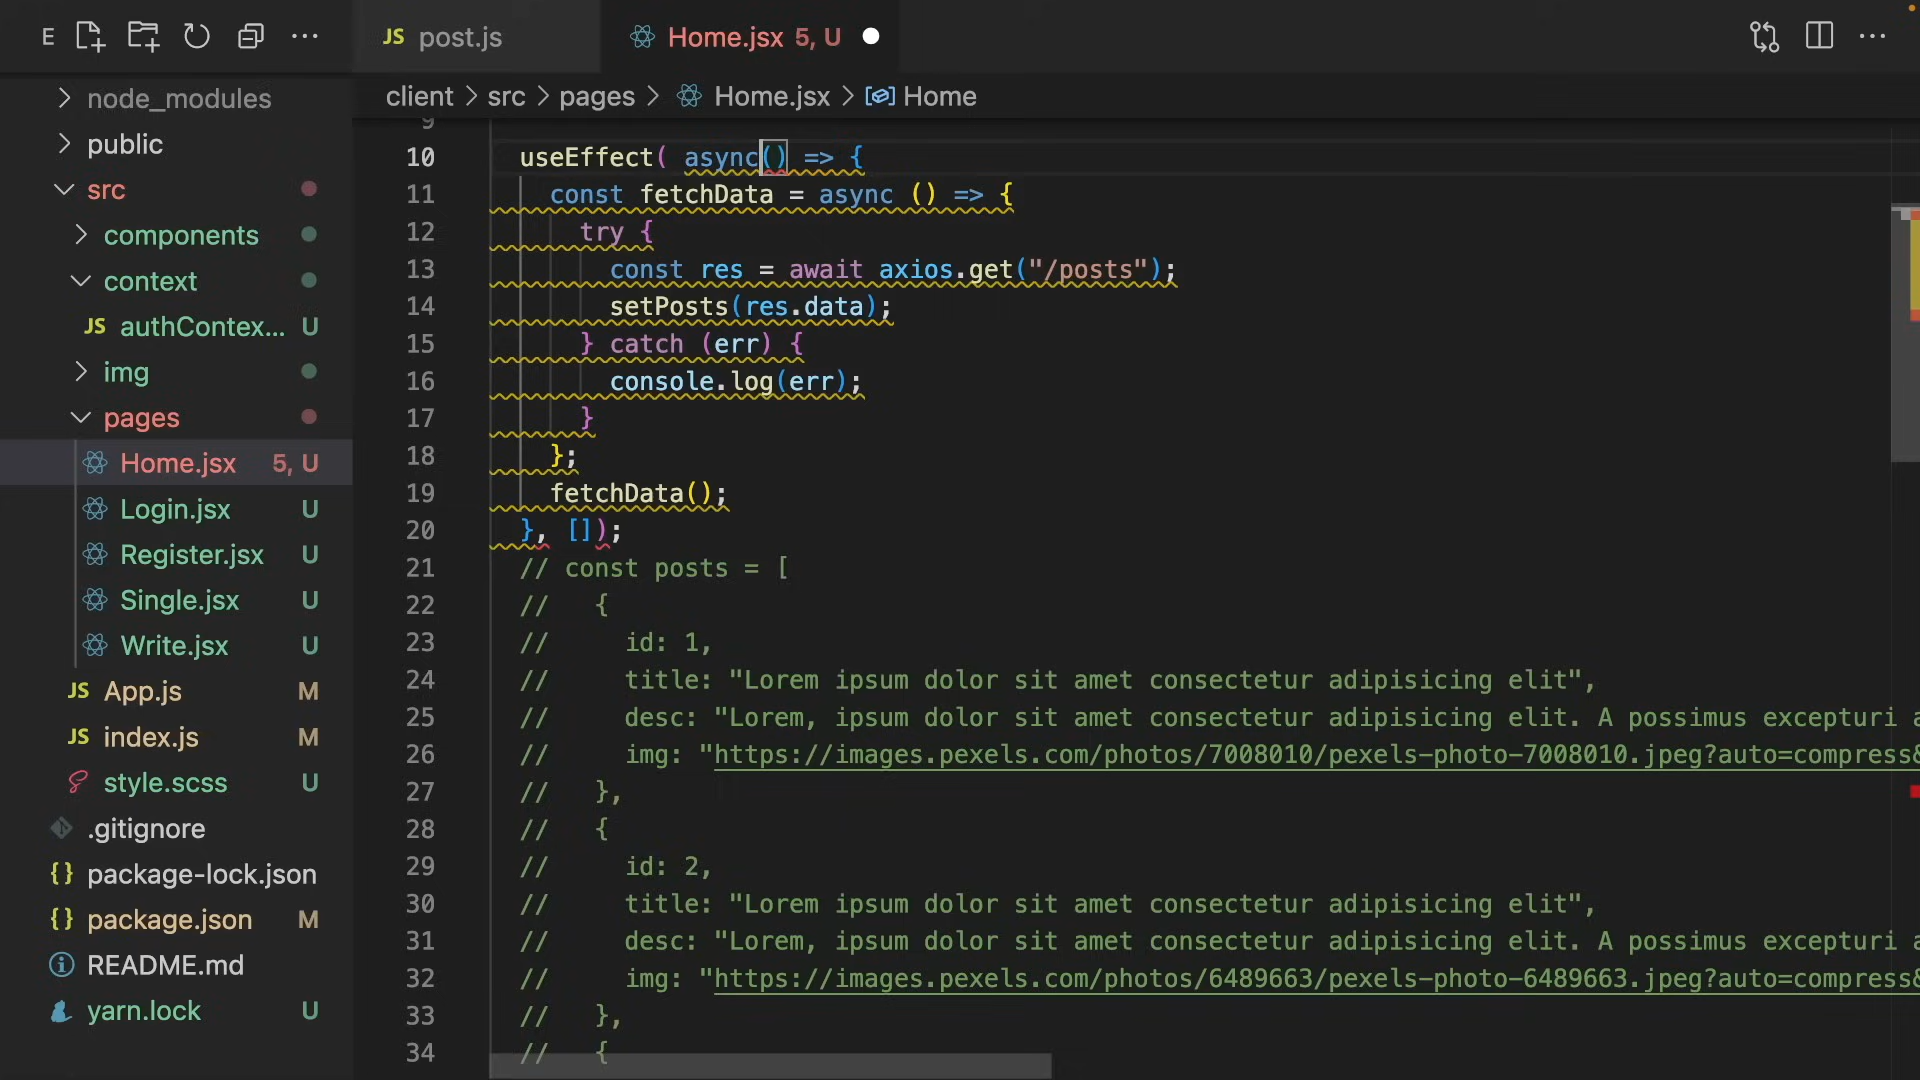 E
JS post.js
Home.jsx 5, U
client > src > pages > Home.jsx > Home
node_modules
public
src
components
context
JS authContex... U
img
pages
Home.jsx 5, U
Login.jsx U
Register.jsx U
Single.jsx U
Write.jsx U
JS App.js M
JS index.js M
style.scss U
.gitignore
{} package-lock.json
{} package.json M
README.md
yarn.lock U
9
10 useEffect( async() => {
11 const fetchData = async () => {
12 try {
13 const res = await axios.get("/posts");
14 setPosts(res.data);
15 } catch (err) {
16 console.log(err);
17 }
18 };
19 fetchData();
20 }, []);
21 // const posts = [
22 // {
23 // id: 1,
24 // title: "Lorem ipsum dolor sit amet consectetur adipisicing elit",
25 // desc: "Lorem, ipsum dolor sit amet consectetur adipisicing elit. A possimus excepturi a
26 // img: "https://images.pexels.com/photos/7008010/pexels-photo-7008010.jpeg?auto=compress&
27 // },
28 // {
29 // id: 2,
30 // title: "Lorem ipsum dolor sit amet consectetur adipisicing elit",
31 // desc: "Lorem, ipsum dolor sit amet consectetur adipisicing elit. A possimus excepturi a
32 // img: "https://images.pexels.com/photos/6489663/pexels-photo-6489663.jpeg?auto=compress&
33 // },
34 // {